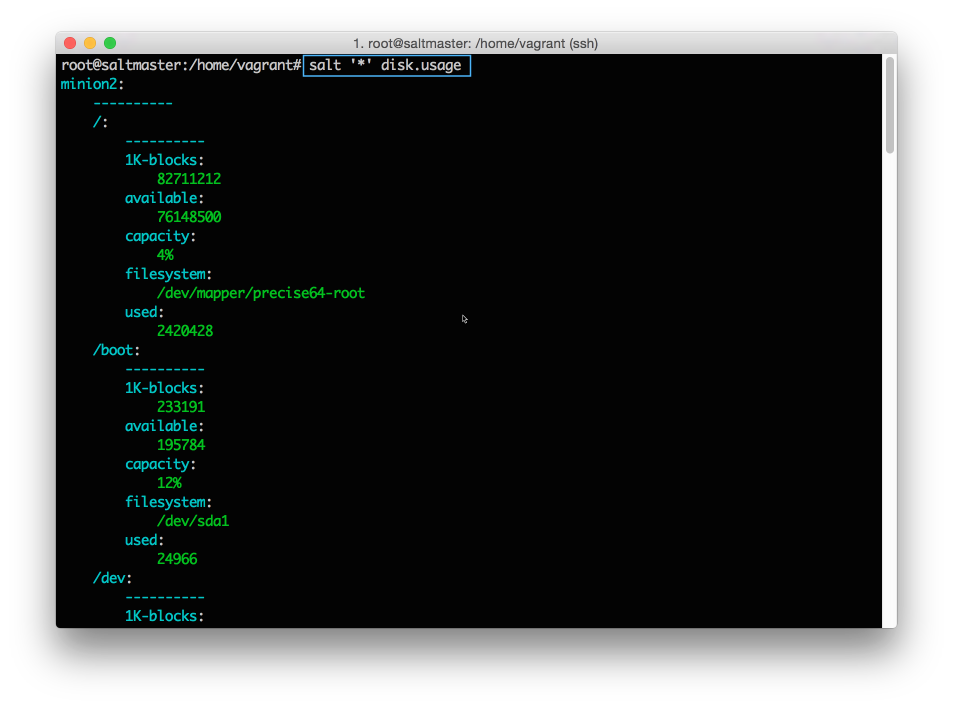 1. root@saltmaster: /home/vagrant (ssh)
root@saltmaster:/home/vagrant# salt '*' disk.usage
minion2:
    ----------
    /:
        ----------
        1K-blocks:
            82711212
        available:
            76148500
        capacity:
            4%
        filesystem:
            /dev/mapper/precise64-root
        used:
            2420428
    /boot:
        ----------
        1K-blocks:
            233191
        available:
            195784
        capacity:
            12%
        filesystem:
            /dev/sda1
        used:
            24966
    /dev:
        ----------
        1K-blocks: